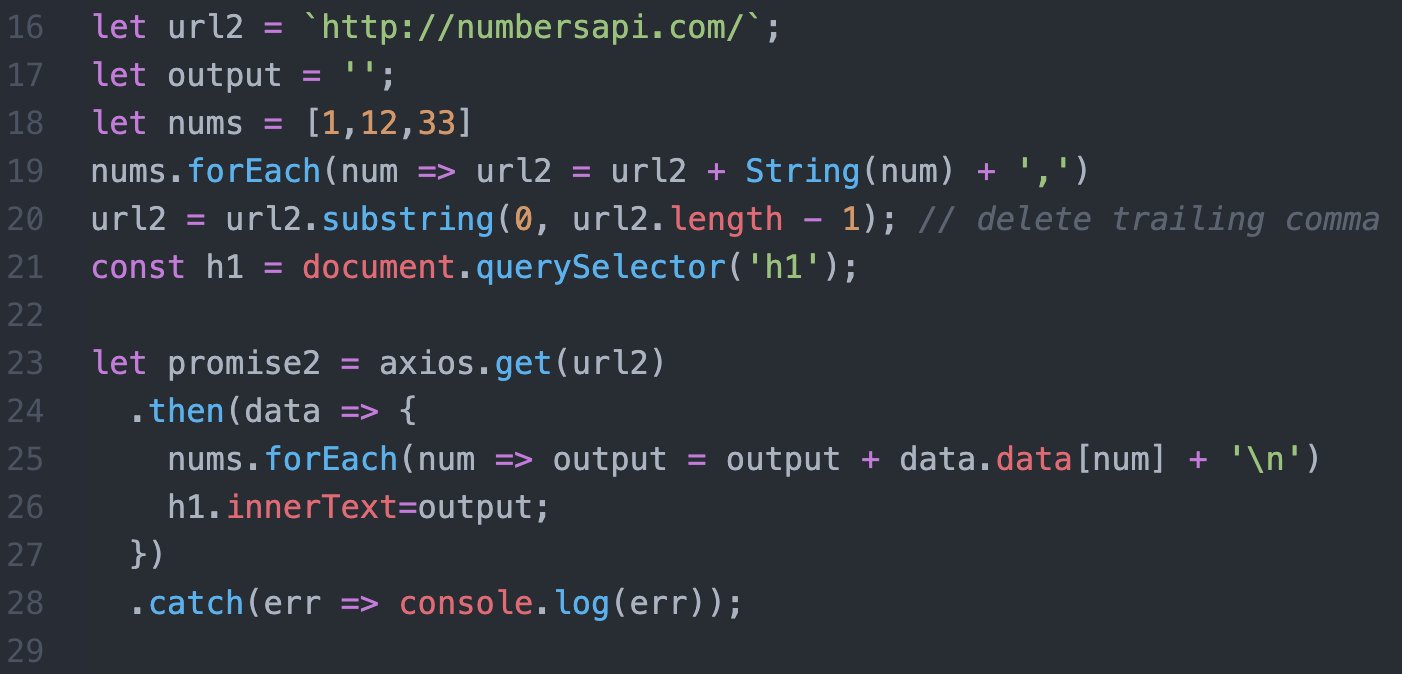 16 let url2 = `http://numbersapi.com/`;
17 let output = '';
18 let nums = [1,12,33]
19 nums.forEach(num => url2 = url2 + String(num) + ',')
20 url2 = url2.substring(0, url2.length - 1); // delete trailing comma
21 const h1 = document.querySelector('h1');
22
23 let promise2 = axios.get(url2)
24   .then(data => {
25     nums.forEach(num => output = output + data.data[num] + '\n')
26     h1.innerText=output;
27   })
28   .catch(err => console.log(err));
29